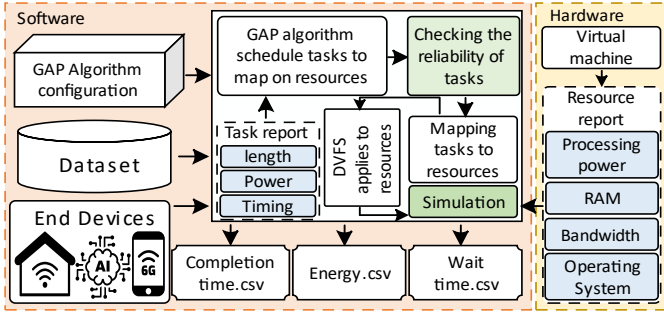 Software
GAP Algorithm
configuration
Dataset
End Devices
AI
6G
GAP algorithm
schedule tasks to
map on resources
Checking the
reliability of
tasks
Task report
length
Power
Timing
DVFS
applies to
resources
Mapping
tasks to
resources
Simulation
Completion
time.csv
Energy.csv
Wait
time.csv
Hardware
Virtual
machine
Resource
report
Processing
power
RAM
Bandwidth
Operating
System